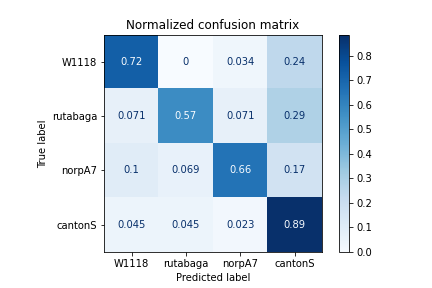 Normalized confusion matrix
True label
W1118 0.72 0 0.034 0.24
rutabaga 0.071 0.57 0.071 0.29
norpA7 0.1 0.069 0.66 0.17
cantonS 0.045 0.045 0.023 0.89
W1118 rutabaga norpA7 cantonS
Predicted label
0.8
0.7
0.6
0.5
0.4
0.3
0.2
0.1
0.0